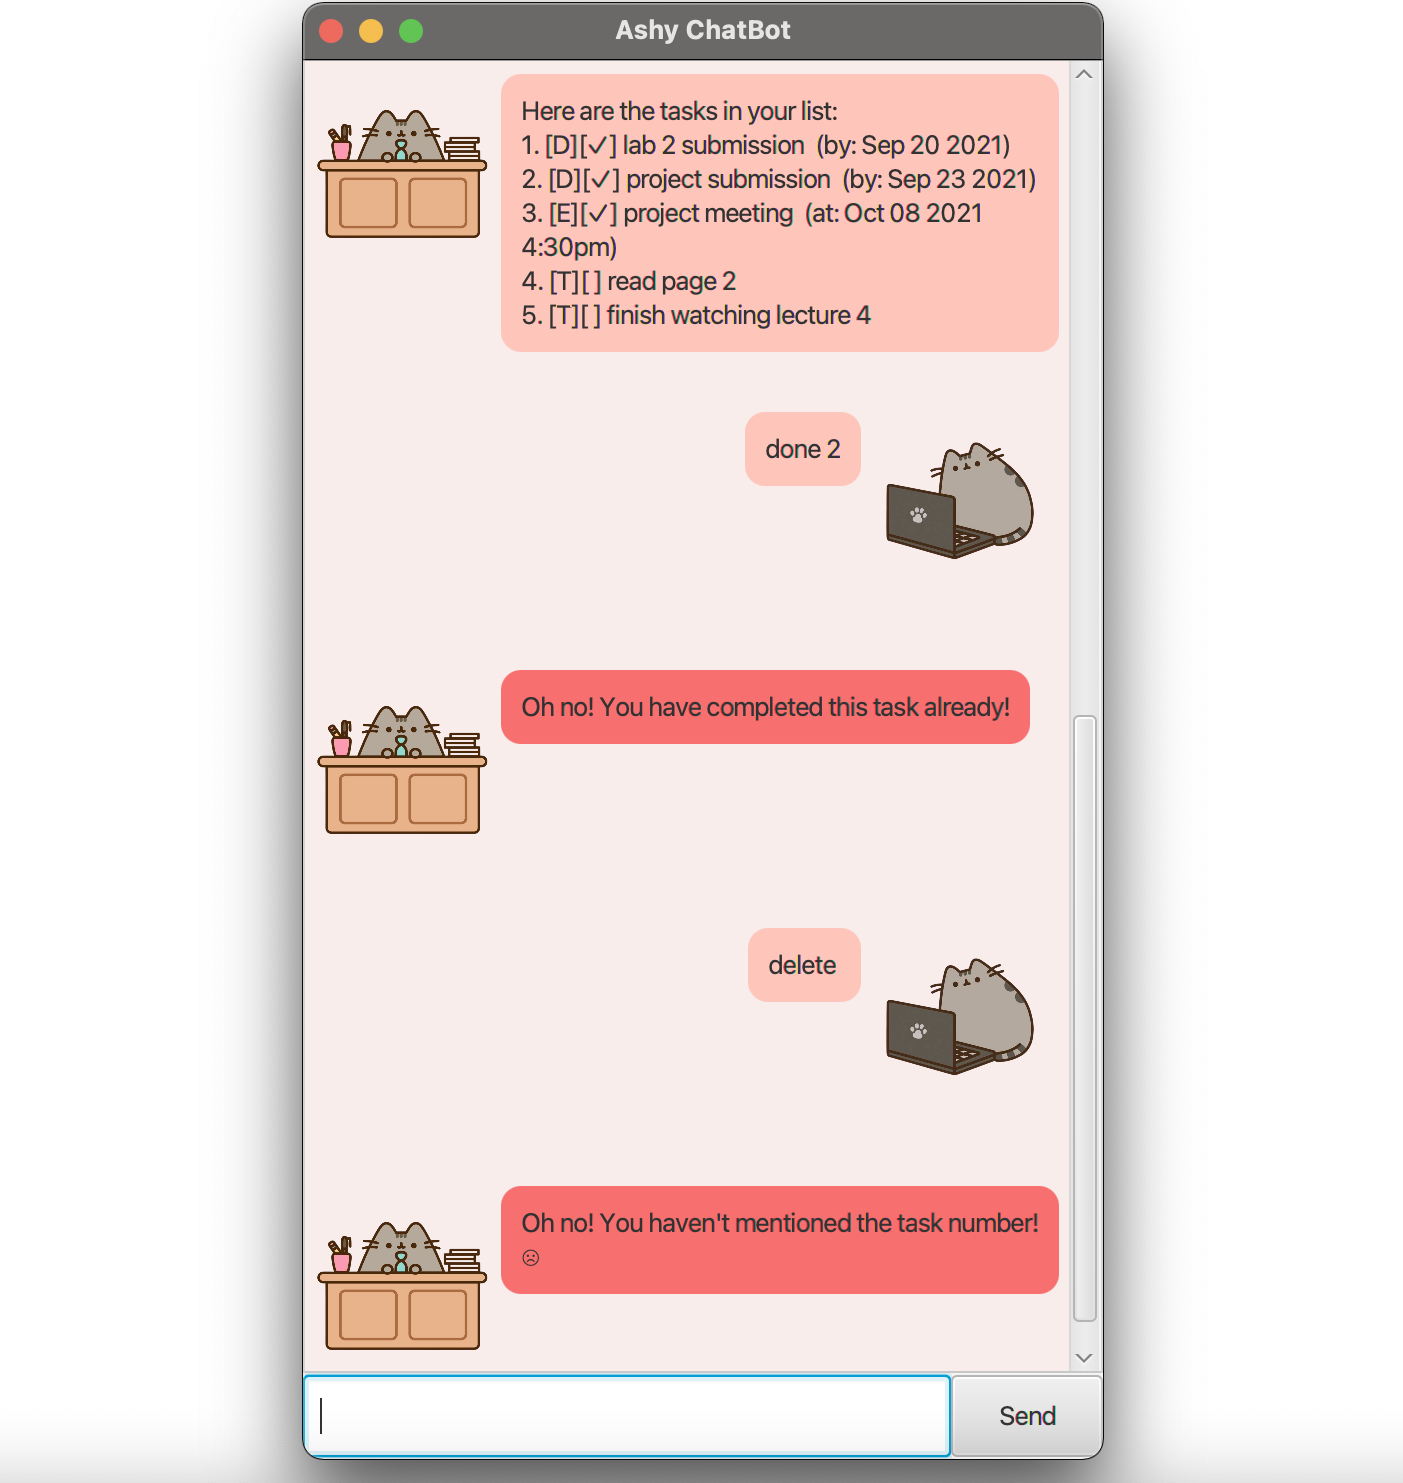 Ashy ChatBot
Here are the tasks in your list:
1. [D][✓] lab 2 submission  (by: Sep 20 2021)
2. [D][✓] project submission  (by: Sep 23 2021)
3. [E][✓] project meeting  (at: Oct 08 2021
4:30pm)
4. [T][ ] read page 2
5. [T][ ] finish watching lecture 4
done 2
Oh no! You have completed this task already!
delete
Oh no! You haven't mentioned the task number!
☹
Send